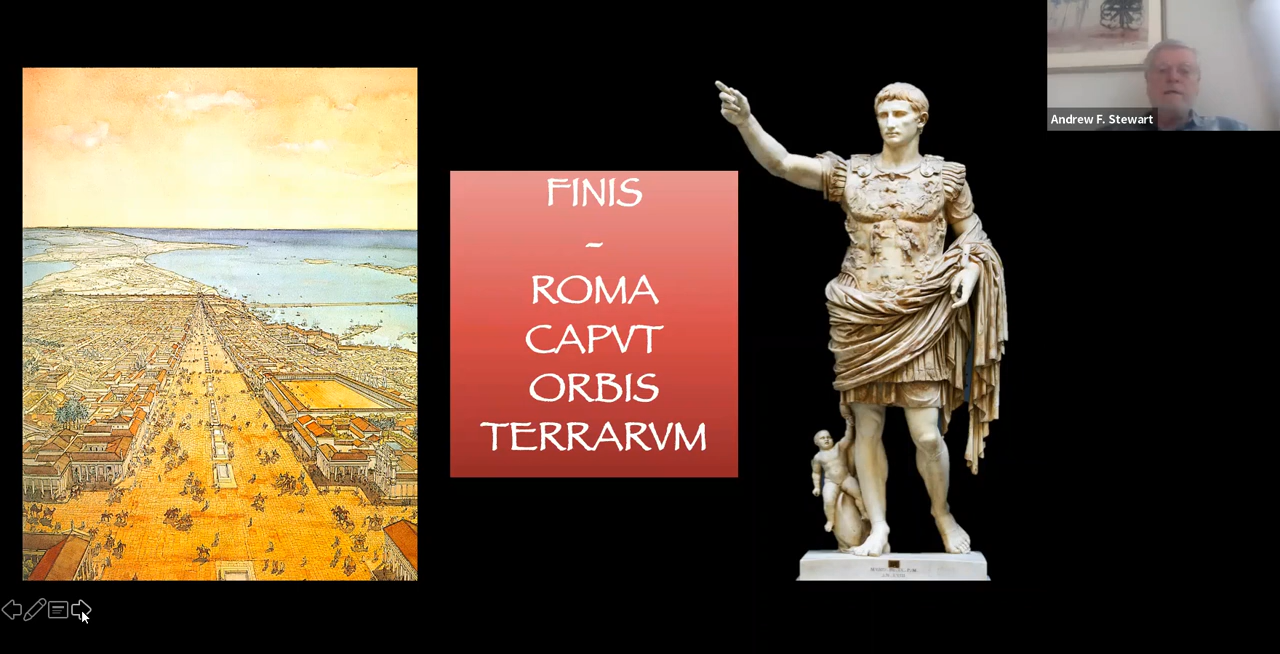 FINIS
~
ROMA
CAPVT
ORBIS
TERRARVM
Andrew F. Stewart